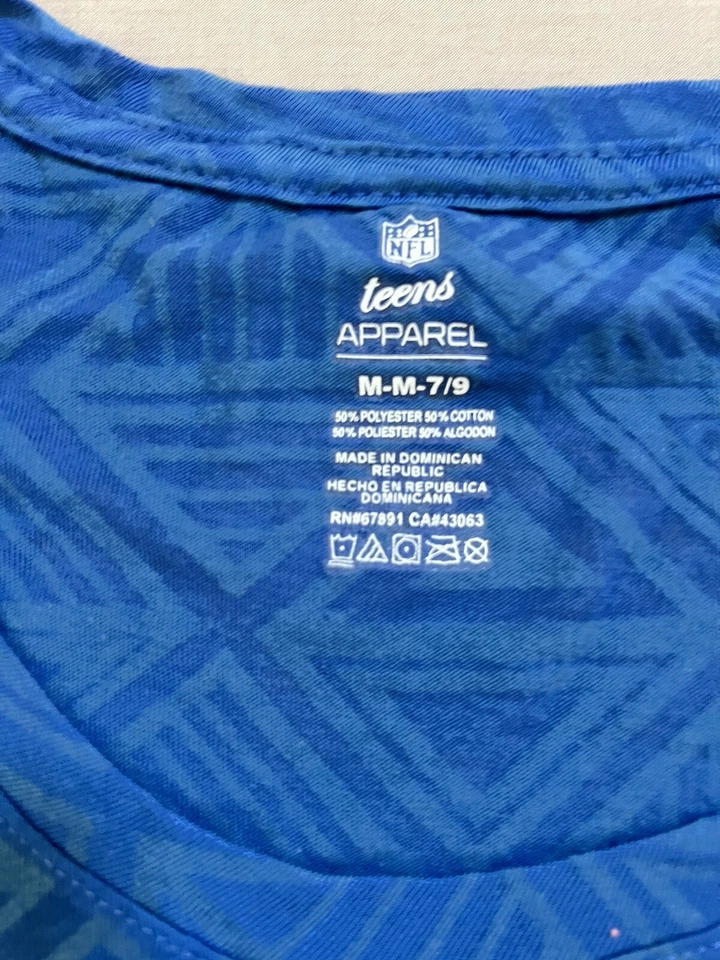 NFL
teens
APPAREL
M-M-7/9
50% POLYESTER 50% COTTON
50% POLIESTER 50% ALGODON
MADE IN DOMINICAN
REPUBLIC
HECHO EN REPUBLICA
DOMINICANA
RN#67891 CA#43063